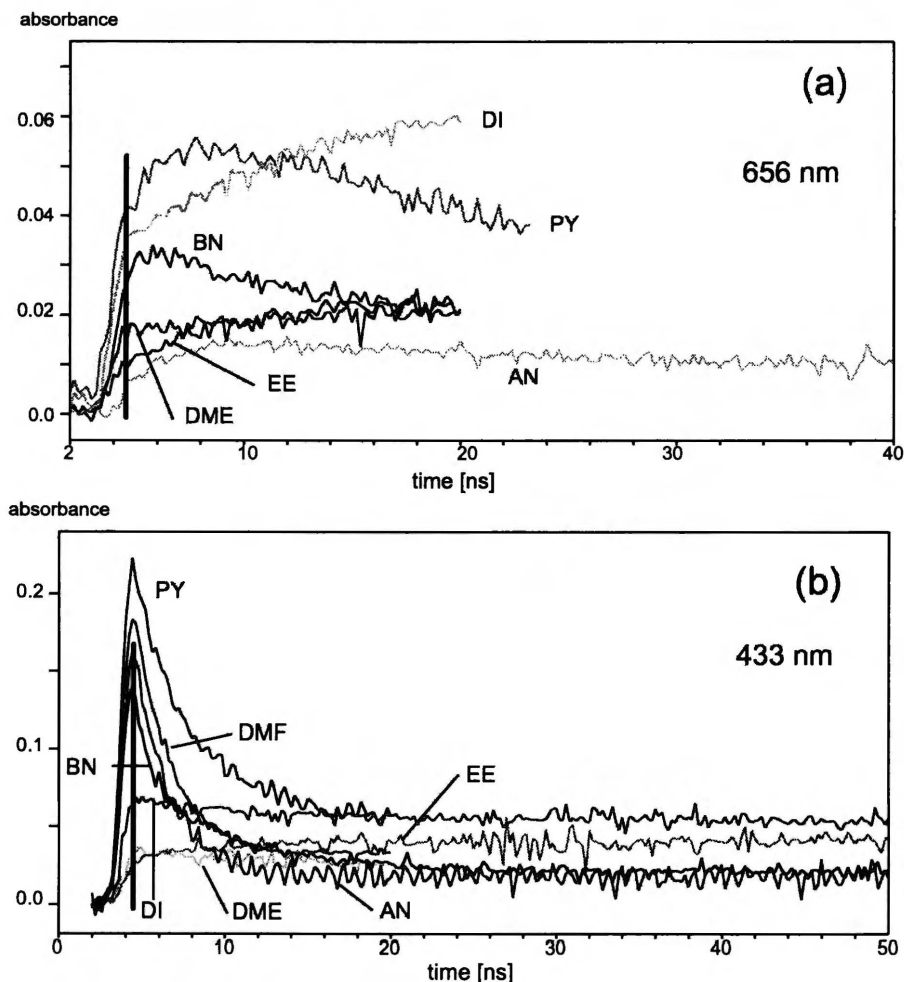 absorbance
(a)
0.06
DI
656 nm
0.04
PY
BN
0.02
EE
AN
0.0
DME
2
10
20
30
40
time [ns]
absorbance
(b)
0.2
PY
433 nm
DMF
0.1
BN
EE
0.0
DI
DME
AN
0
10
20
30
40
50
time [ns]